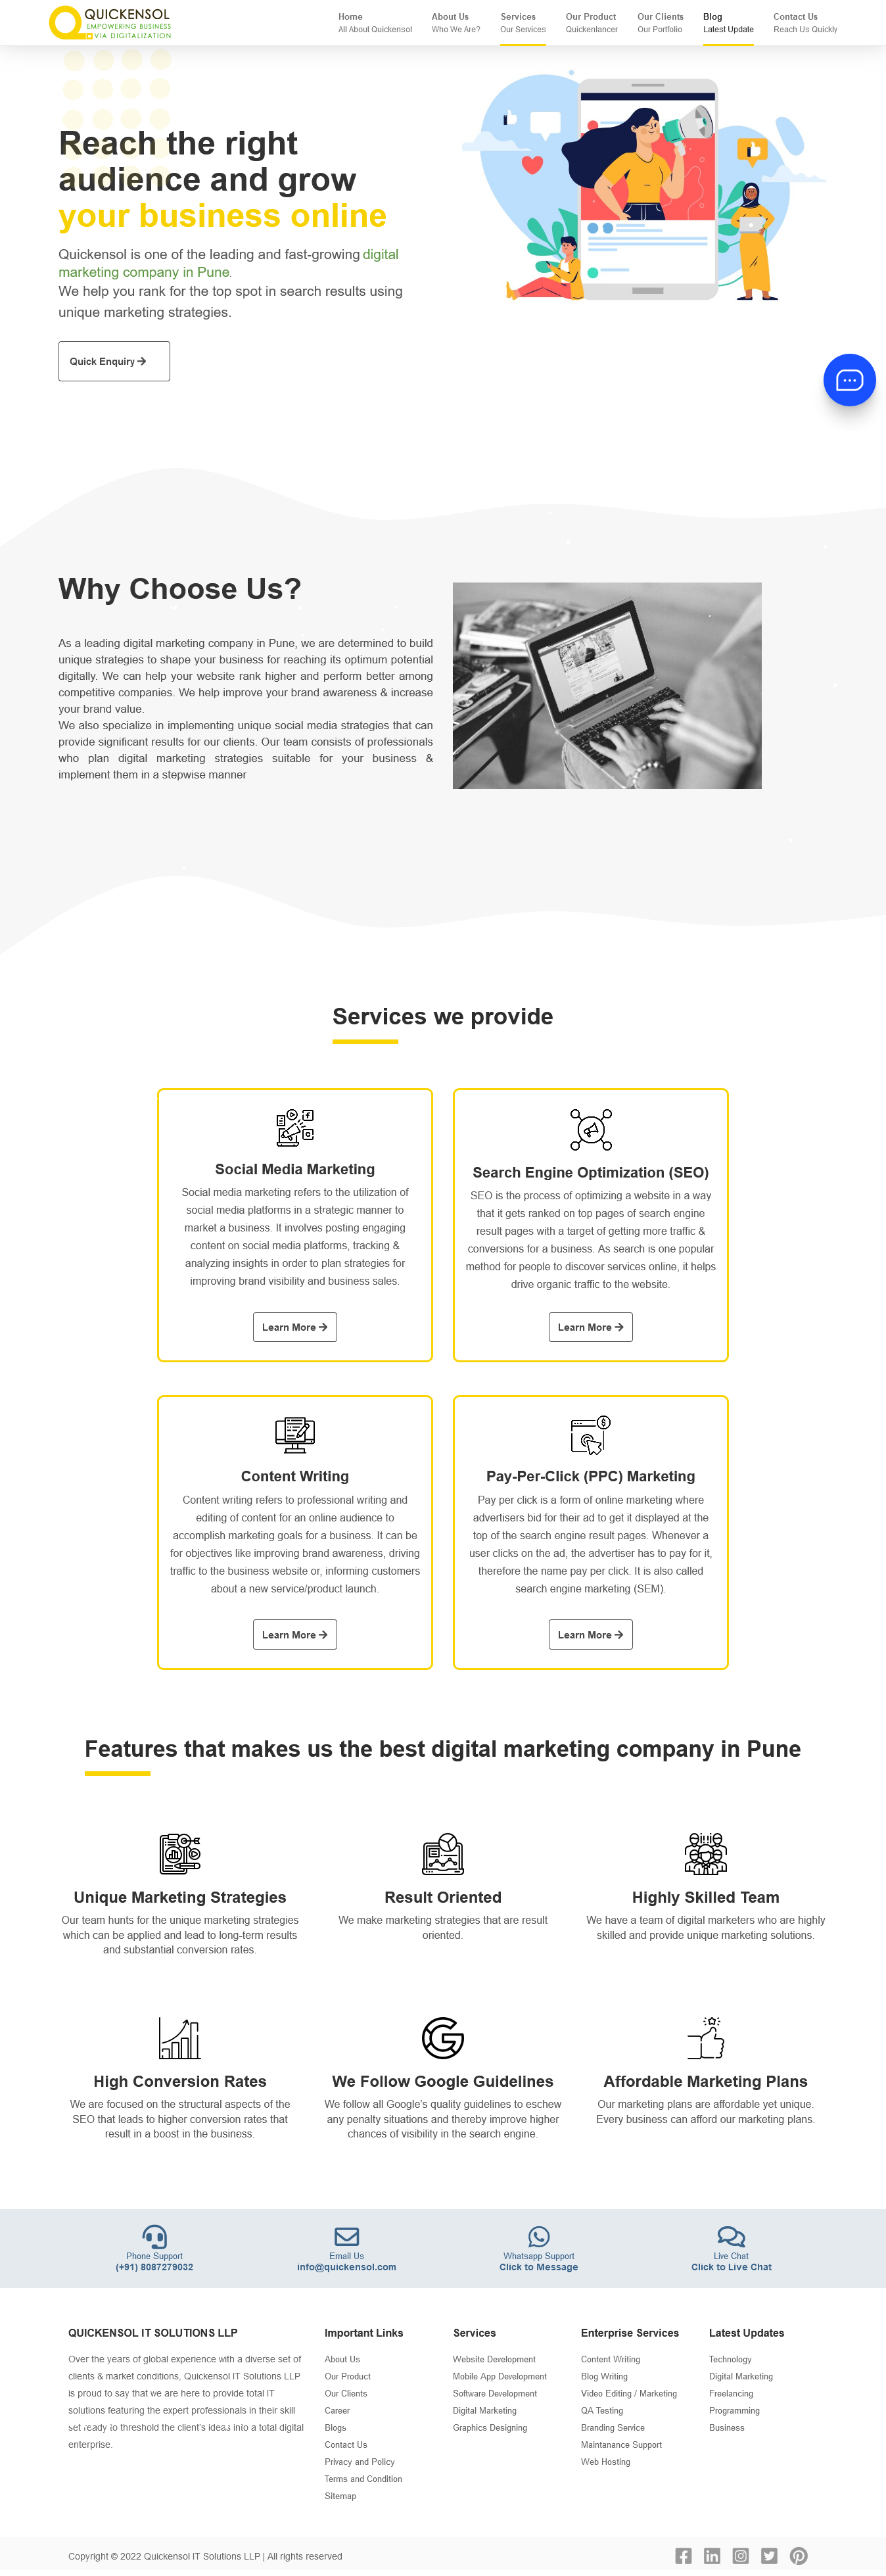 QUICKENSOL
EMPOWERING BUSINESS
VIA DIGITALIZATION
Home
All About Quickensol
About Us
Who We Are?
Services
Our Services
Our Product
Quickenlancer
Our Clients
Our Portfolio
Blog
Latest Update
Contact Us
Reach Us Quickly
Reach the right
audience and grow
your business online
Quickensol is one of the leading and fast-growing digital
marketing company in Pune.
We help you rank for the top spot in search results using
unique marketing strategies.
Quick Enquiry
Why Choose Us?
As a leading digital marketing company in Pune, we are determined to build
unique strategies to shape your business for reaching its optimum potential
digitally. We can help your website rank higher and perform better among
competitive companies. We help improve your brand awareness & increase
your brand value.
We also specialize in implementing unique social media strategies that can
provide significant results for our clients. Our team consists of professionals
who plan digital marketing strategies suitable for your business &
implement them in a stepwise manner
Services we provide
Social Media Marketing
Social media marketing refers to the utilization of
social media platforms in a strategic manner to
market a business. It involves posting engaging
content on social media platforms, tracking &
analyzing insights in order to plan strategies for
improving brand visibility and business sales.
Learn More
Search Engine Optimization (SEO)
SEO is the process of optimizing a website in a way
that it gets ranked on top pages of search engine
result pages with a target of getting more traffic &
conversions for a business. As search is one popular
method for people to discover services online, it helps
drive organic traffic to the website.
Learn More
Content Writing
Content writing refers to professional writing and
editing of content for an online audience to
accomplish marketing goals for a business. It can be
for objectives like improving brand awareness, driving
traffic to the business website or, informing customers
about a new service/product launch.
Learn More
Pay-Per-Click (PPC) Marketing
Pay per click is a form of online marketing where
advertisers bid for their ad to get it displayed at the
top of the search engine result pages. Whenever a
user clicks on the ad, the advertiser has to pay for it,
therefore the name pay per click. It is also called
search engine marketing (SEM).
Learn More
Features that makes us the best digital marketing company in Pune
Unique Marketing Strategies
Our team hunts for the unique marketing strategies
which can be applied and lead to long-term results
and substantial conversion rates.
Result Oriented
We make marketing strategies that are result
oriented.
Highly Skilled Team
We have a team of digital marketers who are highly
skilled and provide unique marketing solutions.
High Conversion Rates
We are focused on the structural aspects of the
SEO that leads to higher conversion rates that
result in a boost in the business.
We Follow Google Guidelines
We follow all Google's quality guidelines to eschew
any penalty situations and thereby improve higher
chances of visibility in the search engine.
Affordable Marketing Plans
Our marketing plans are affordable yet unique.
Every business can afford our marketing plans.
Phone Support
(+91) 8087279032
Email Us
info@quickensol.com
Whatsapp Support
Click to Message
Live Chat
Click to Live Chat
QUICKENSOL IT SOLUTIONS LLP
Over the years of global experience with a diverse set of
clients & market conditions, Quickensol IT Solutions LLP
is proud to say that we are here to provide total IT
solutions featuring the expert professionals in their skill
set ready to threshold the client's ideas into a total digital
enterprise.
Important Links
About Us
Our Product
Our Clients
Career
Blogs
Contact Us
Privacy and Policy
Terms and Condition
Sitemap
Services
Website Development
Mobile App Development
Software Development
Digital Marketing
Graphics Designing
Enterprise Services
Content Writing
Blog Writing
Video Editing / Marketing
QA Testing
Branding Service
Maintanance Support
Web Hosting
Latest Updates
Technology
Digital Marketing
Freelancing
Programming
Business
Copyright © 2022 Quickensol IT Solutions LLP | All rights reserved